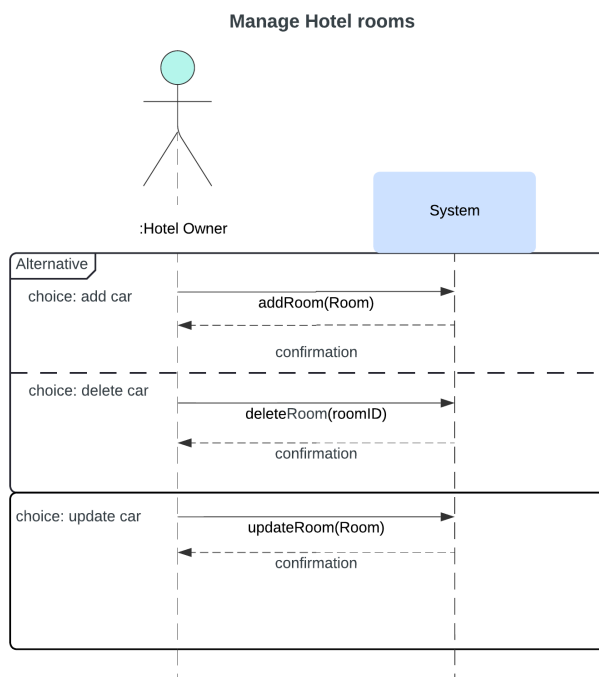 Manage Hotel rooms
:Hotel Owner
System
Alternative
choice: add car
addRoom(Room)
confirmation
choice: delete car
deleteRoom(roomID)
confirmation
choice: update car
updateRoom(Room)
confirmation